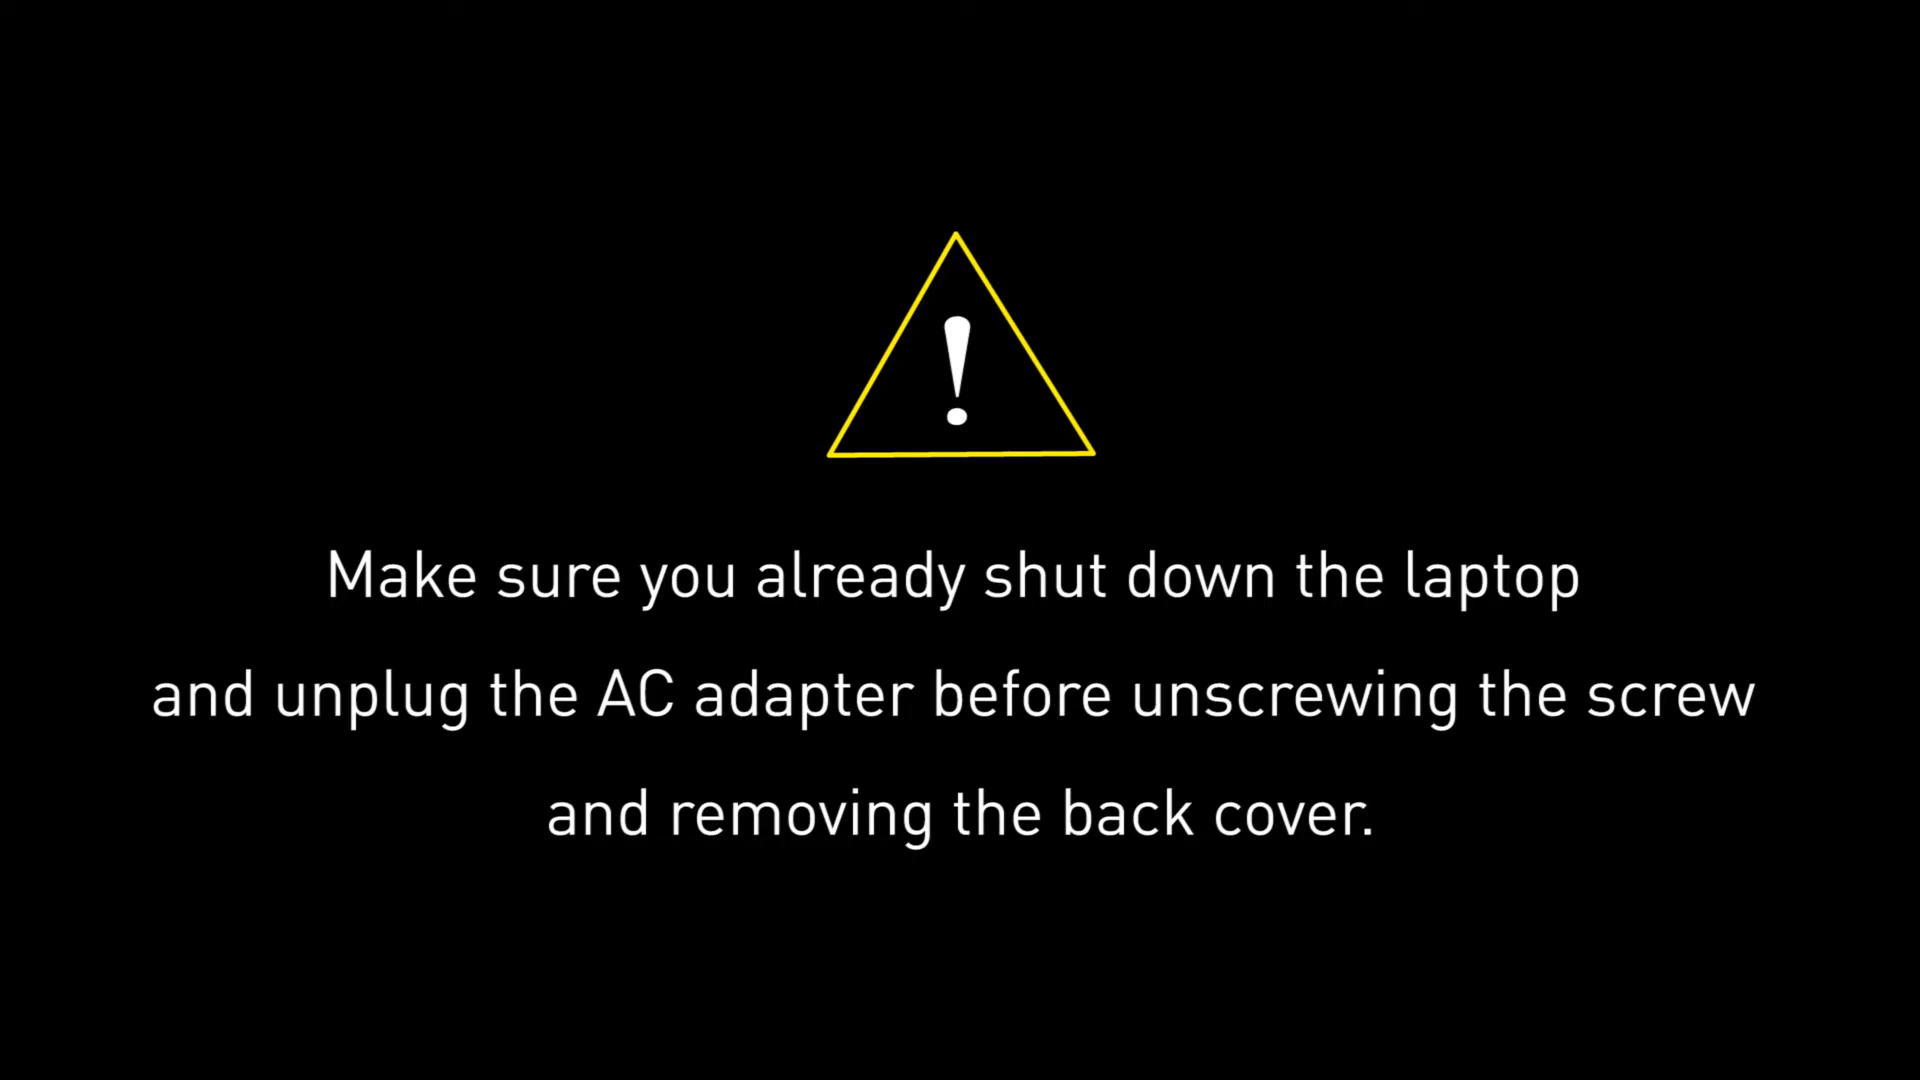 !
Make sure you already shut down the laptop
and unplug the AC adapter before unscrewing the screw
and removing the back cover.